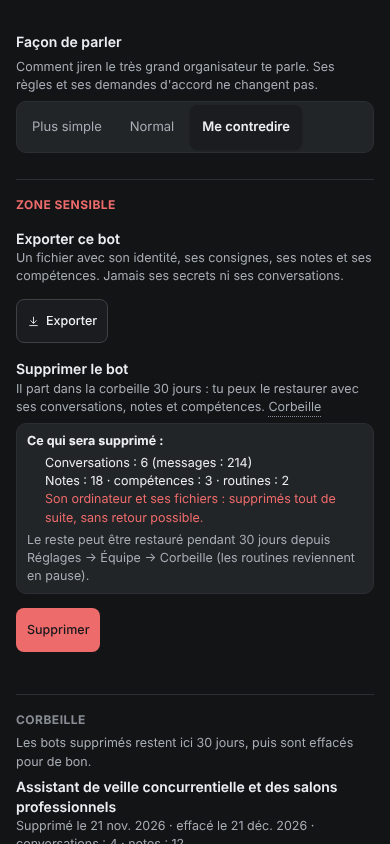 Façon de parler
Comment jiren le très grand organisateur te parle. Ses
règles et ses demandes d'accord ne changent pas.
Plus simple Normal Me contredire
ZONE SENSIBLE
Exporter ce bot
Un fichier avec son identité, ses consignes, ses notes et ses
compétences. Jamais ses secrets ni ses conversations.
Exporter
Supprimer le bot
Il part dans la corbeille 30 jours : tu peux le restaurer avec
ses conversations, notes et compétences. Corbeille
Ce qui sera supprimé :
Conversations : 6 (messages : 214)
Notes : 18 · compétences : 3 · routines : 2
Son ordinateur et ses fichiers : supprimés tout de
suite, sans retour possible.
Le reste peut être restauré pendant 30 jours depuis
Réglages → Équipe → Corbeille (les routines reviennent
en pause).
Supprimer
CORBEILLE
Les bots supprimés restent ici 30 jours, puis sont effacés
pour de bon.
Assistant de veille concurrentielle et des salons
professionnels
Supprimé le 21 nov. 2026 · effacé le 21 déc. 2026 ·
conversations : 4 · notes : 12